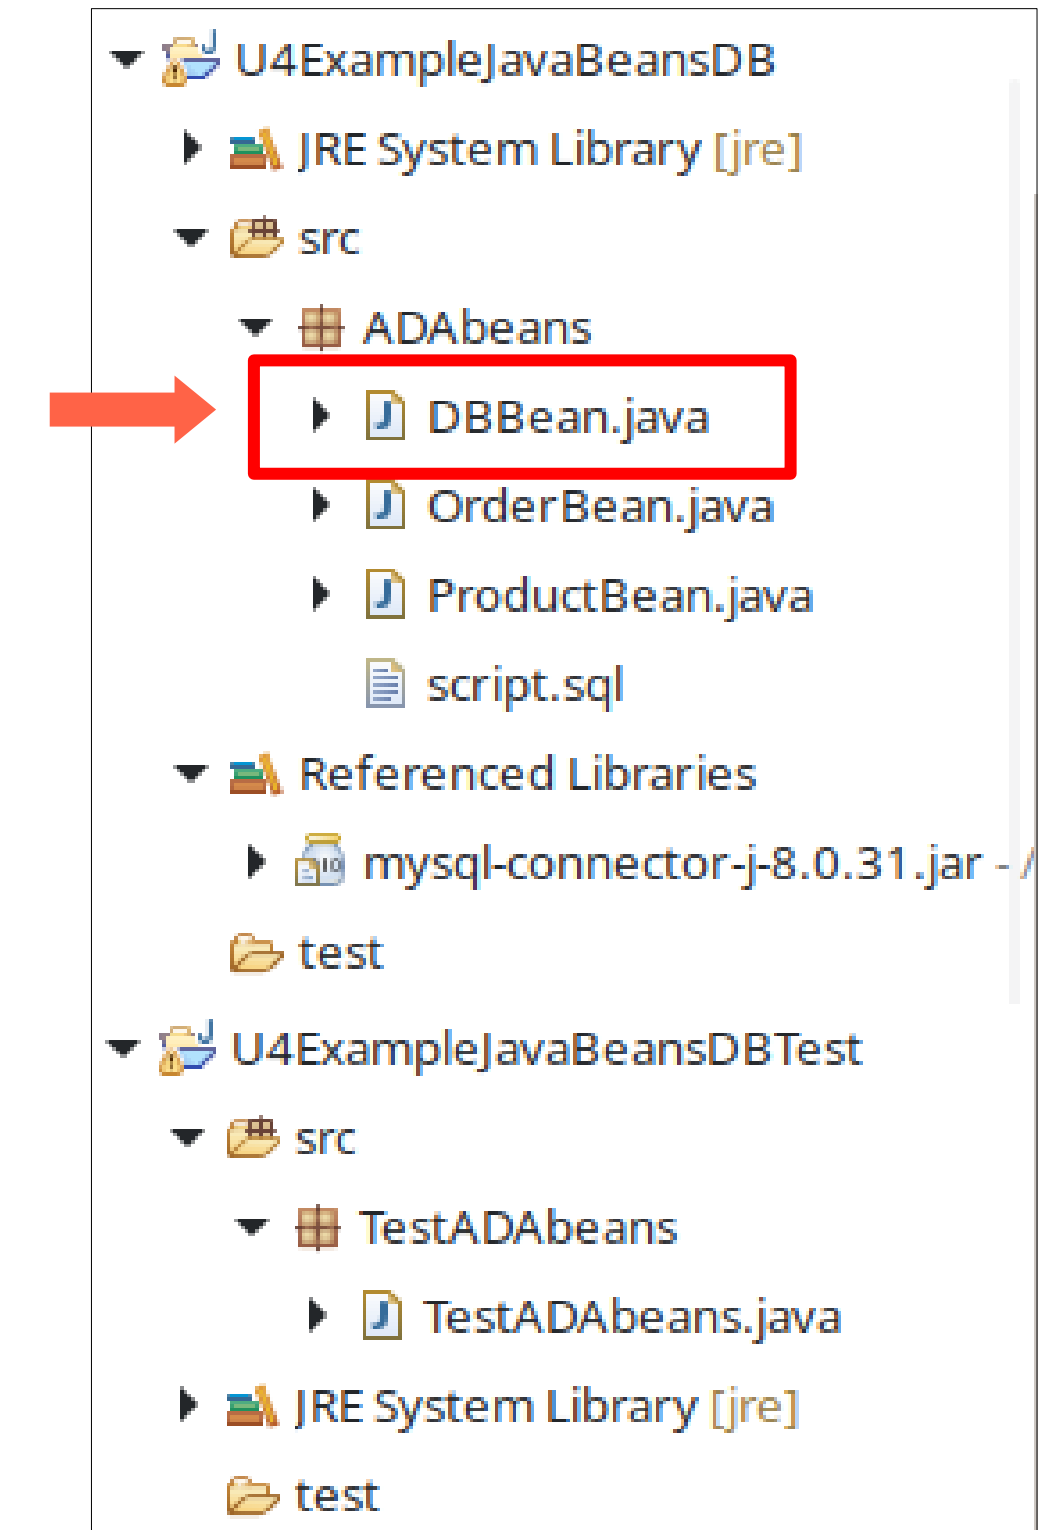 U4ExampleJavaBeansDB
JRE System Library [jre]
src
ADAbeans
DBBean.java
OrderBean.java
ProductBean.java
script.sql
Referenced Libraries
mysql-connector-j-8.0.31.jar - /
test
U4ExampleJavaBeansDBTest
src
TestADAbeans
TestADAbeans.java
JRE System Library [jre]
test